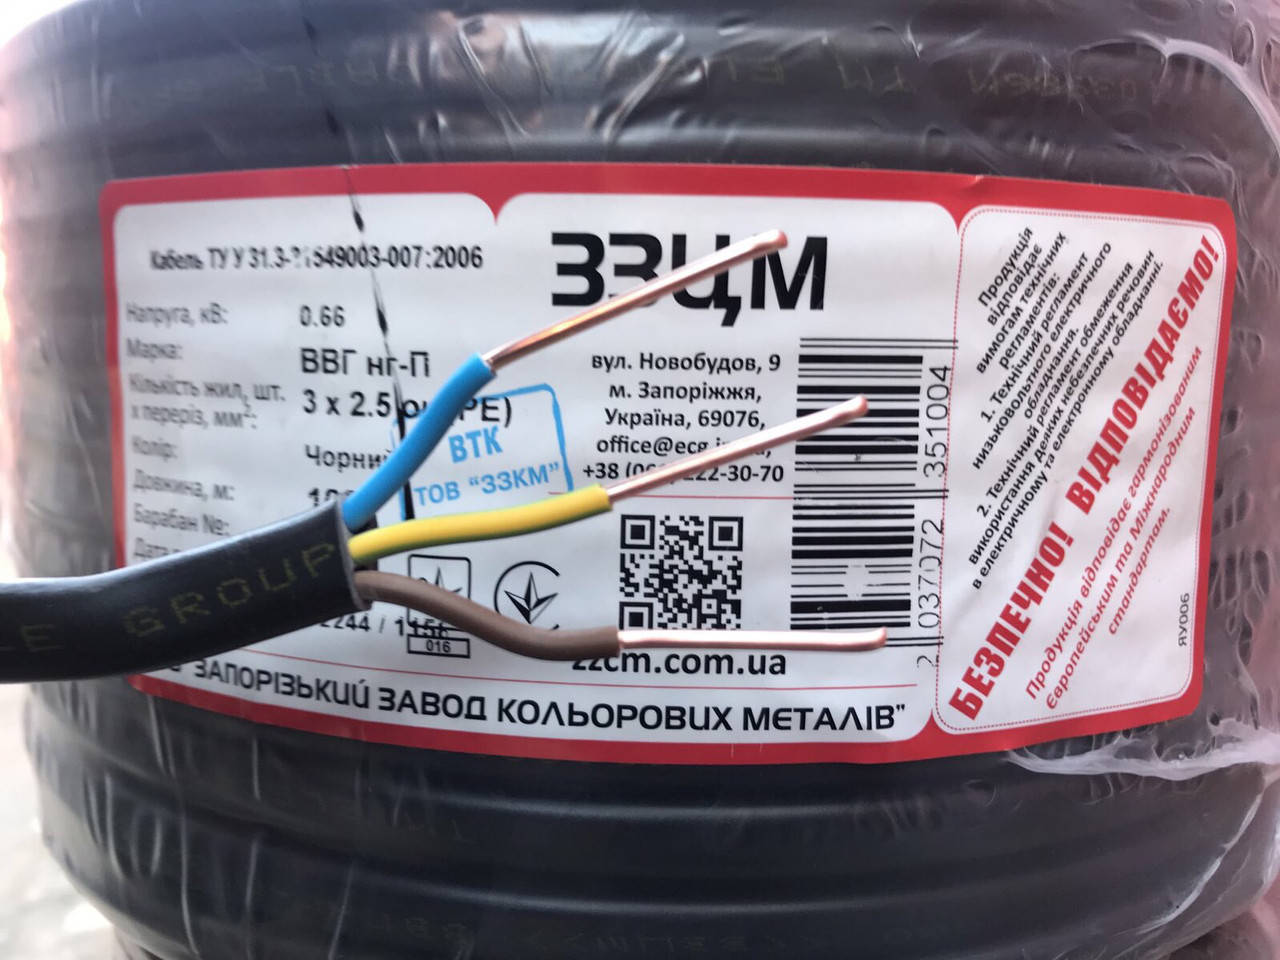 Кабель ТУ У 31.3- 549003-007:2006
Напруга, кВ: 0.66
Марка: ВВГ нг-П
Кількість жил, шт.
х переріз, мм²: 3 х 2.5 PE)
Колір: Чорний
Довжина, м:
Барабан №:
ВТК
ТОВ "ЗЗКМ"
016
ЗЗЦМ
вул. Новобудов, 9
м. Запоріжжя,
Україна, 69076,
+38 222-30-70
zzcm.com.ua
2 037072 351004
ЗАПОРІЗЬКИЙ ЗАВОД КОЛЬОРОВИХ МЕТАЛІВ"
Продукція
відповідає
вимогам технічних
регламентів:
1. Технічний регламент
низьковольтного електричного
обладнання.
2. Технічний регламент обмеження
використання деяких небезпечних речовин
в електричному та електронному обладнанні.
БЕЗПЕЧНО! ВІДПОВІДАЄМО!
Продукція відповідає гармонізованим
Європейським та Міжнародним
стандартам.
ЯУ006
GROUP